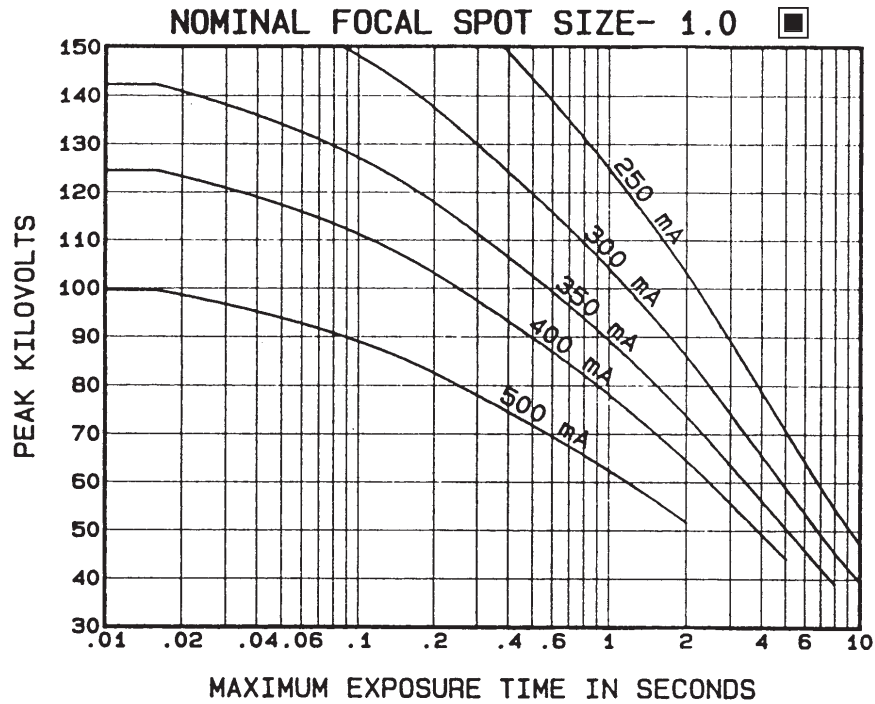 NOMINAL FOCAL SPOT SIZE- 1.0
150
140
130
120
110
100
90
80
70
60
50
40
30
PEAK KILOVOLTS
250 mA
300 mA
350 mA
400 mA
500 mA
.01 .02 .04 .06 .1 .2 .4 .6 1 2 4 6 10
MAXIMUM EXPOSURE TIME IN SECONDS